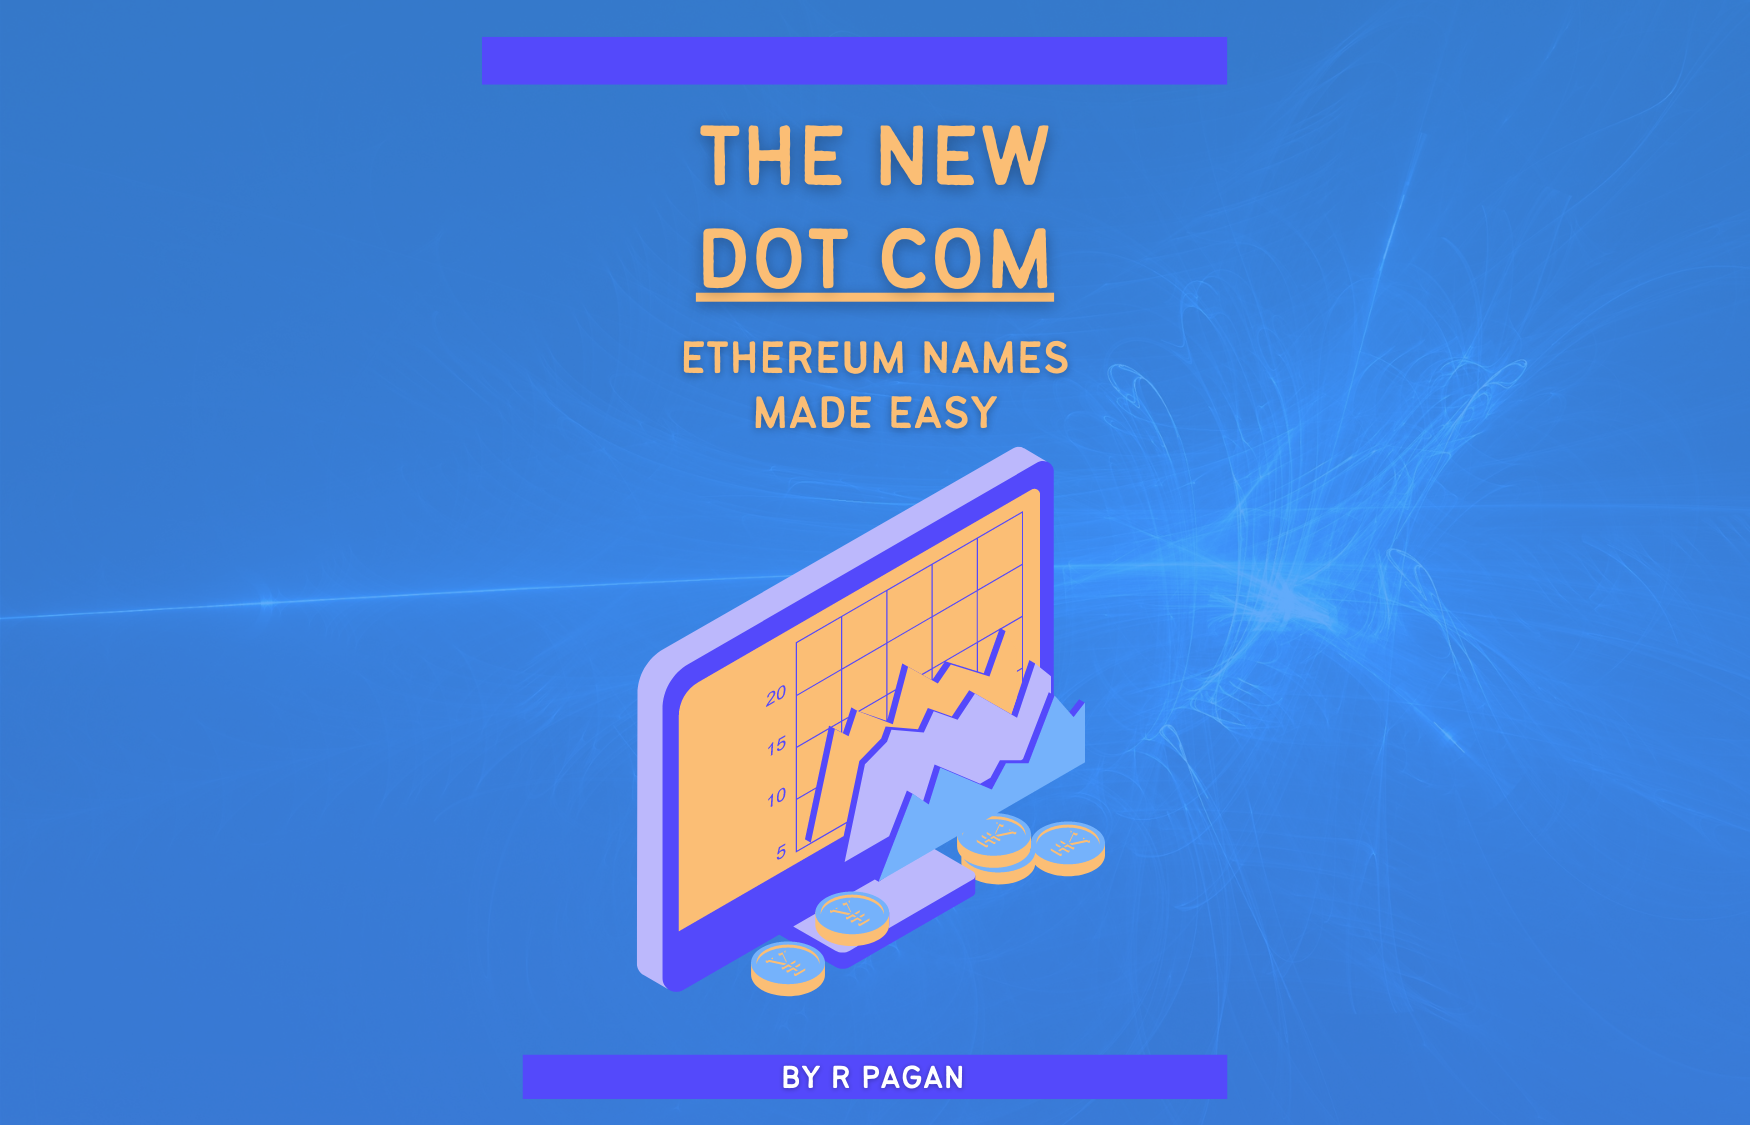 THE NEW
DOT COM
ETHEREUM NAMES
MADE EASY
20
15
10
5
BY R PAGAN